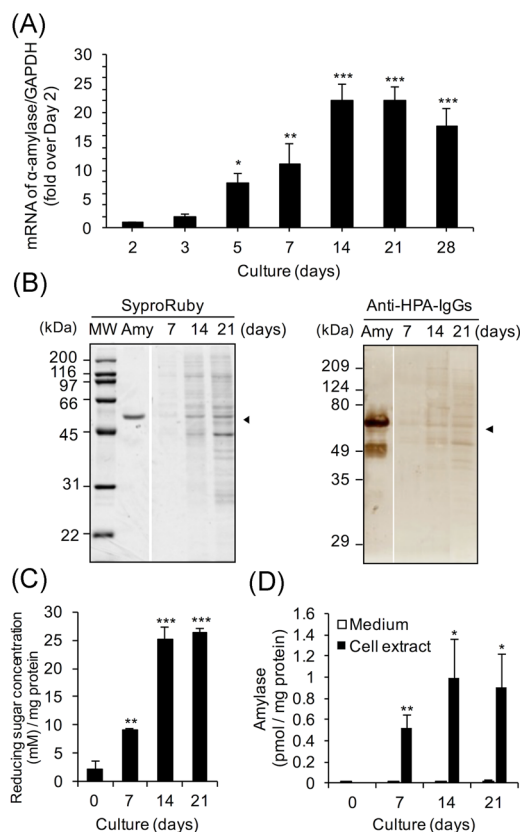 (A)
mRNA of α-amylase/GAPDH
(fold over Day 2)
30
25
20
15
10
5
0
* ** *** *** ***
2 3 5 7 14 21 28
Culture (days)
(B)
SyproRuby
(kDa) MW Amy 7 14 21 (days)
200
116
97
66
45
31
22
Anti-HPA-IgGs
(kDa) Amy 7 14 21 (days)
209
124
80
49
35
29
(C)
Reducing sugar concentration
(mM) / mg protein
30
25
20
15
10
5
0
** *** ***
0 7 14 21
Culture (days)
(D)
Amylase
(pmol / mg protein)
1.6
1.4
1.2
1
0.8
0.6
0.4
0.2
0
Medium
Cell extract
** * *
0 7 14 21
Culture (days)